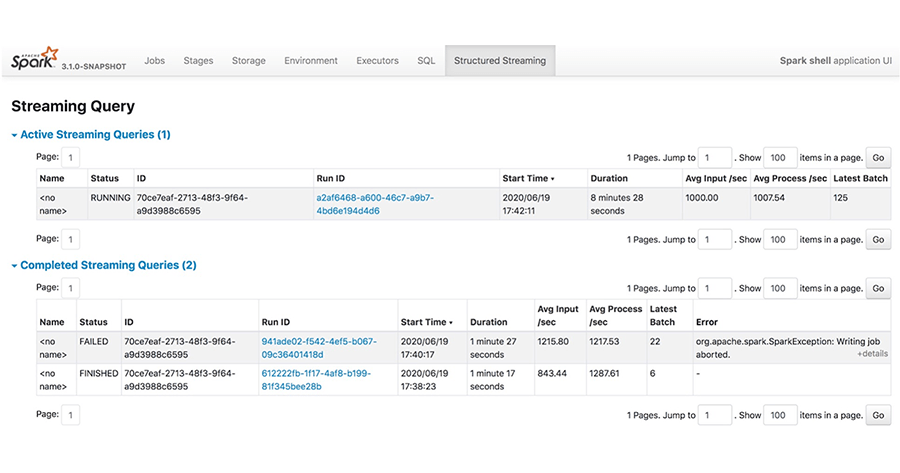 APACHE Spark 3.1.0-SNAPSHOT Jobs Stages Storage Environment Executors SQL Structured Streaming Spark shell application UI
Streaming Query
Active Streaming Queries (1)
Page: 1 1 Pages. Jump to 1 . Show 100 items in a page. Go
Name Status ID Run ID Start Time Duration Avg Input /sec Avg Process /sec Latest Batch
<no RUNNING 70ce7eaf-2713-48f3-9f64- a2af6468-a600-46c7-a9b7- 2020/06/19 8 minutes 28 1000.00 1007.54 125
name> a9d3988c6595 4bd6e194d4d6 17:42:11 seconds
Page: 1 1 Pages. Jump to 1 . Show 100 items in a page. Go
Completed Streaming Queries (2)
Page: 1 1 Pages. Jump to 1 . Show 100 items in a page. Go
Avg Input Avg Process Latest
Name Status ID Run ID Start Time Duration /sec /sec Batch Error
<no FAILED 70ce7eaf-2713-48f3-9f64- 941ade02-f542-4ef5-b067- 2020/06/19 1 minute 27 1215.80 1217.53 22 org.apache.spark.SparkException: Writing job
name> a9d3988c6595 09c36401418d 17:40:17 seconds aborted. +details
<no FINISHED 70ce7eaf-2713-48f3-9f64- 612222fb-1f17-4af8-b199- 2020/06/19 1 minute 17 843.44 1287.61 6 -
name> a9d3988c6595 81f345bee28b 17:38:23 seconds
Page: 1 1 Pages. Jump to 1 . Show 100 items in a page. Go